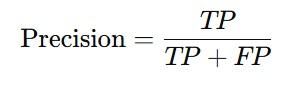 Precision = TP / TP + FP